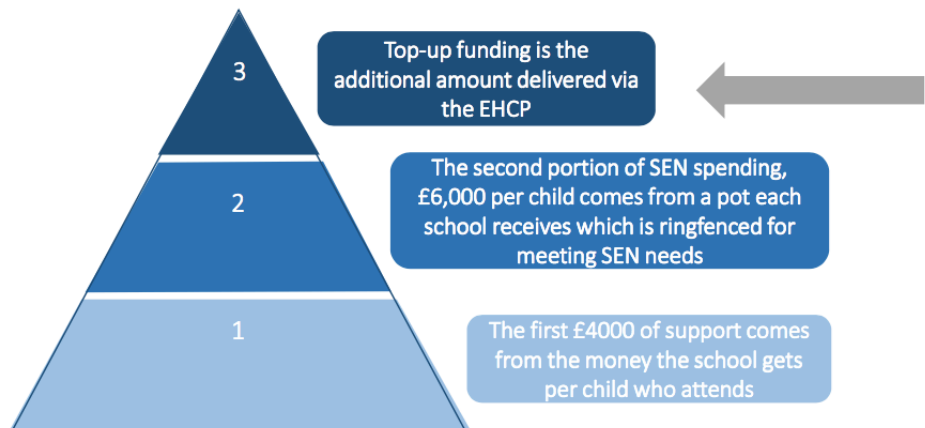 3
Top-up funding is the
additional amount delivered via
the EHCP
2
The second portion of SEN spending,
£6,000 per child comes from a pot each
school receives which is ringfenced for
meeting SEN needs
1
The first £4000 of support comes
from the money the school gets
per child who attends